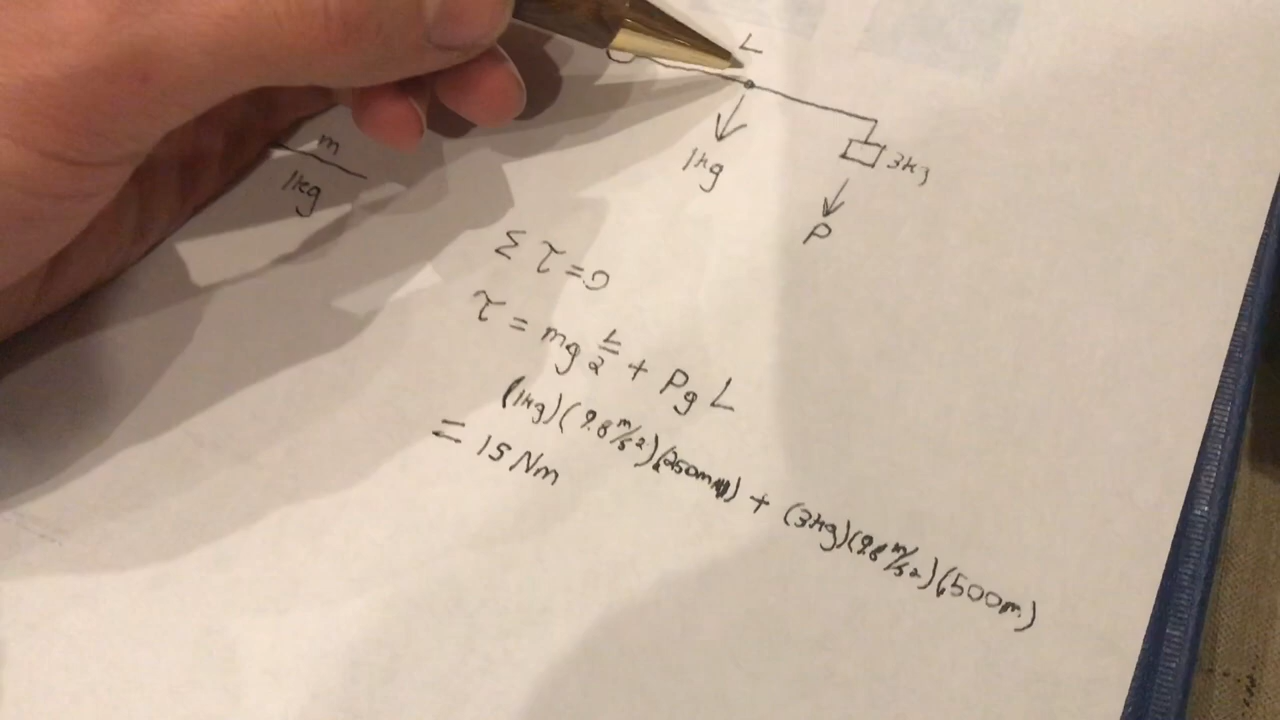 L
m
1kg
1kg
3kg
P
Σ τ = 0
τ = mg L/2 + Pg L
(1kg)(9.8 m/s²)(250mm) + (3kg)(9.8 m/s²)(500m)
= 15 Nm